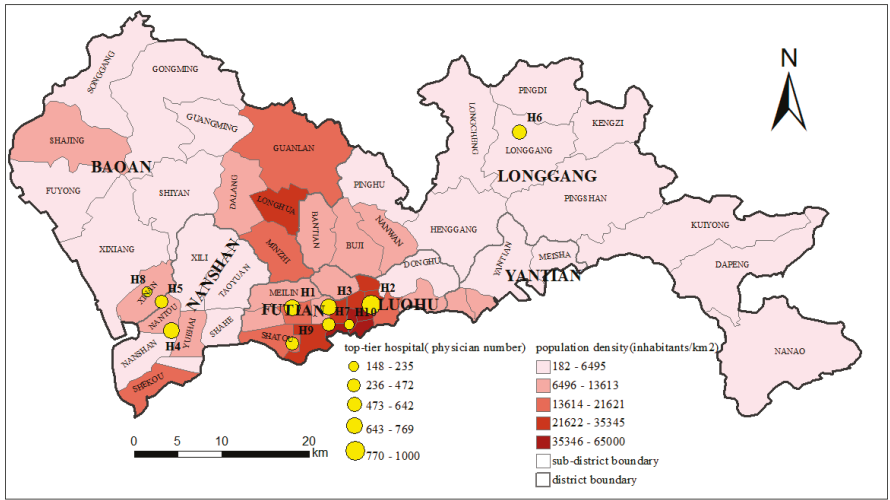 N
SONGGANG
GONGMING
GUANGMING
SHAJING
BAOAN
GUANLAN
DALANG
LONGHUA
FUYONG
SHIYAN
PINGHU
PINGDI
H6
KENGZI
LONGCHENG
LONGGANG
LONGGANG
PINGSHAN
BANTIAN
BUJI
NANWAN
MINZHI
HENGGANG
KUIYONG
XIXIANG
XILI
NANSHAN
TAOYUAN
DONGHU
YANTIAN
MEISHA
YANTIAN
DAPENG
H8
XINAN
H5
NANTOU
MEILIN
H1
H3
H2
FUTIAN
LUOHU
H7
H10
H9
SHATOU
YUEHAI
SHAHE
H4
NANSHAN
SHEKOU
NANAO
top-tier hospital( physician number)
148 - 235
236 - 472
473 - 642
643 - 769
770 - 1000
population density(inhabitants/km2)
182 - 6495
6496 - 13613
13614 - 21621
21622 - 35345
35346 - 65000
sub-district boundary
district boundary
0 5 10 20
km